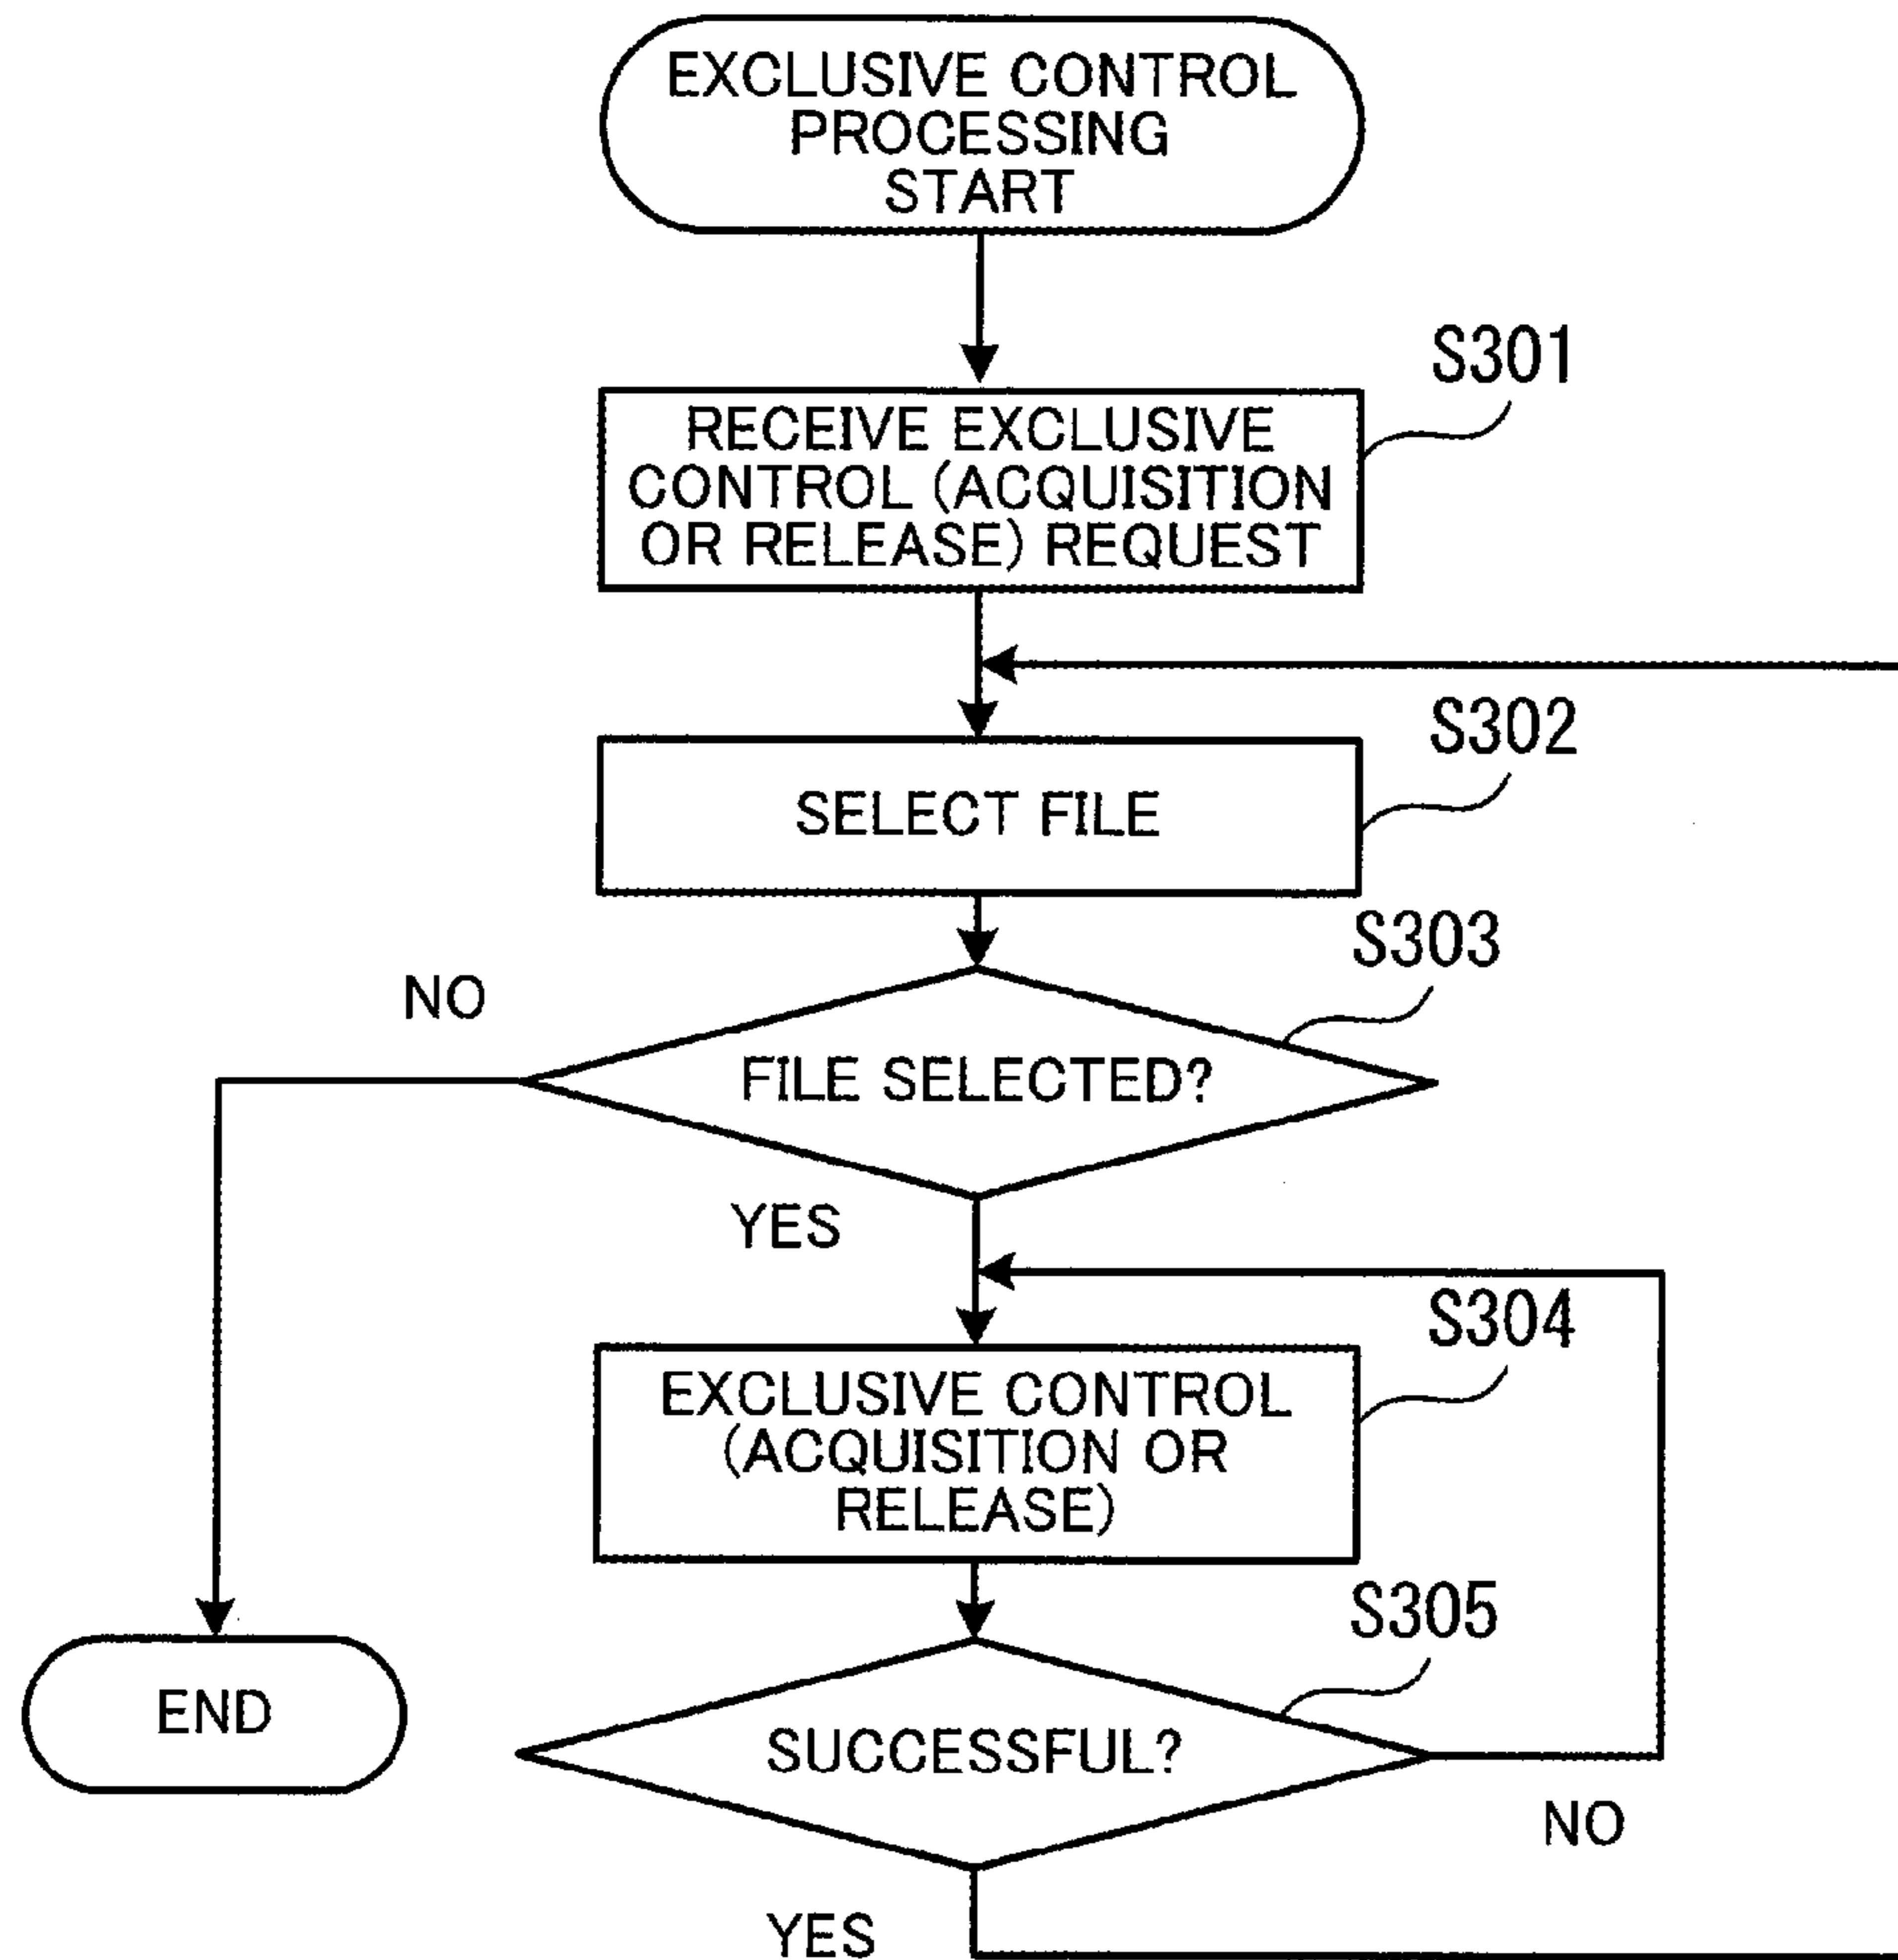 EXCLUSIVE CONTROL
PROCESSING
START
S301
RECEIVE EXCLUSIVE
CONTROL (ACQUISITION
OR RELEASE) REQUEST
S302
SELECT FILE
S303
NO
FILE SELECTED?
YES
S304
EXCLUSIVE CONTROL
(ACQUISITION OR
RELEASE)
S305
END
SUCCESSFUL?
NO
YES